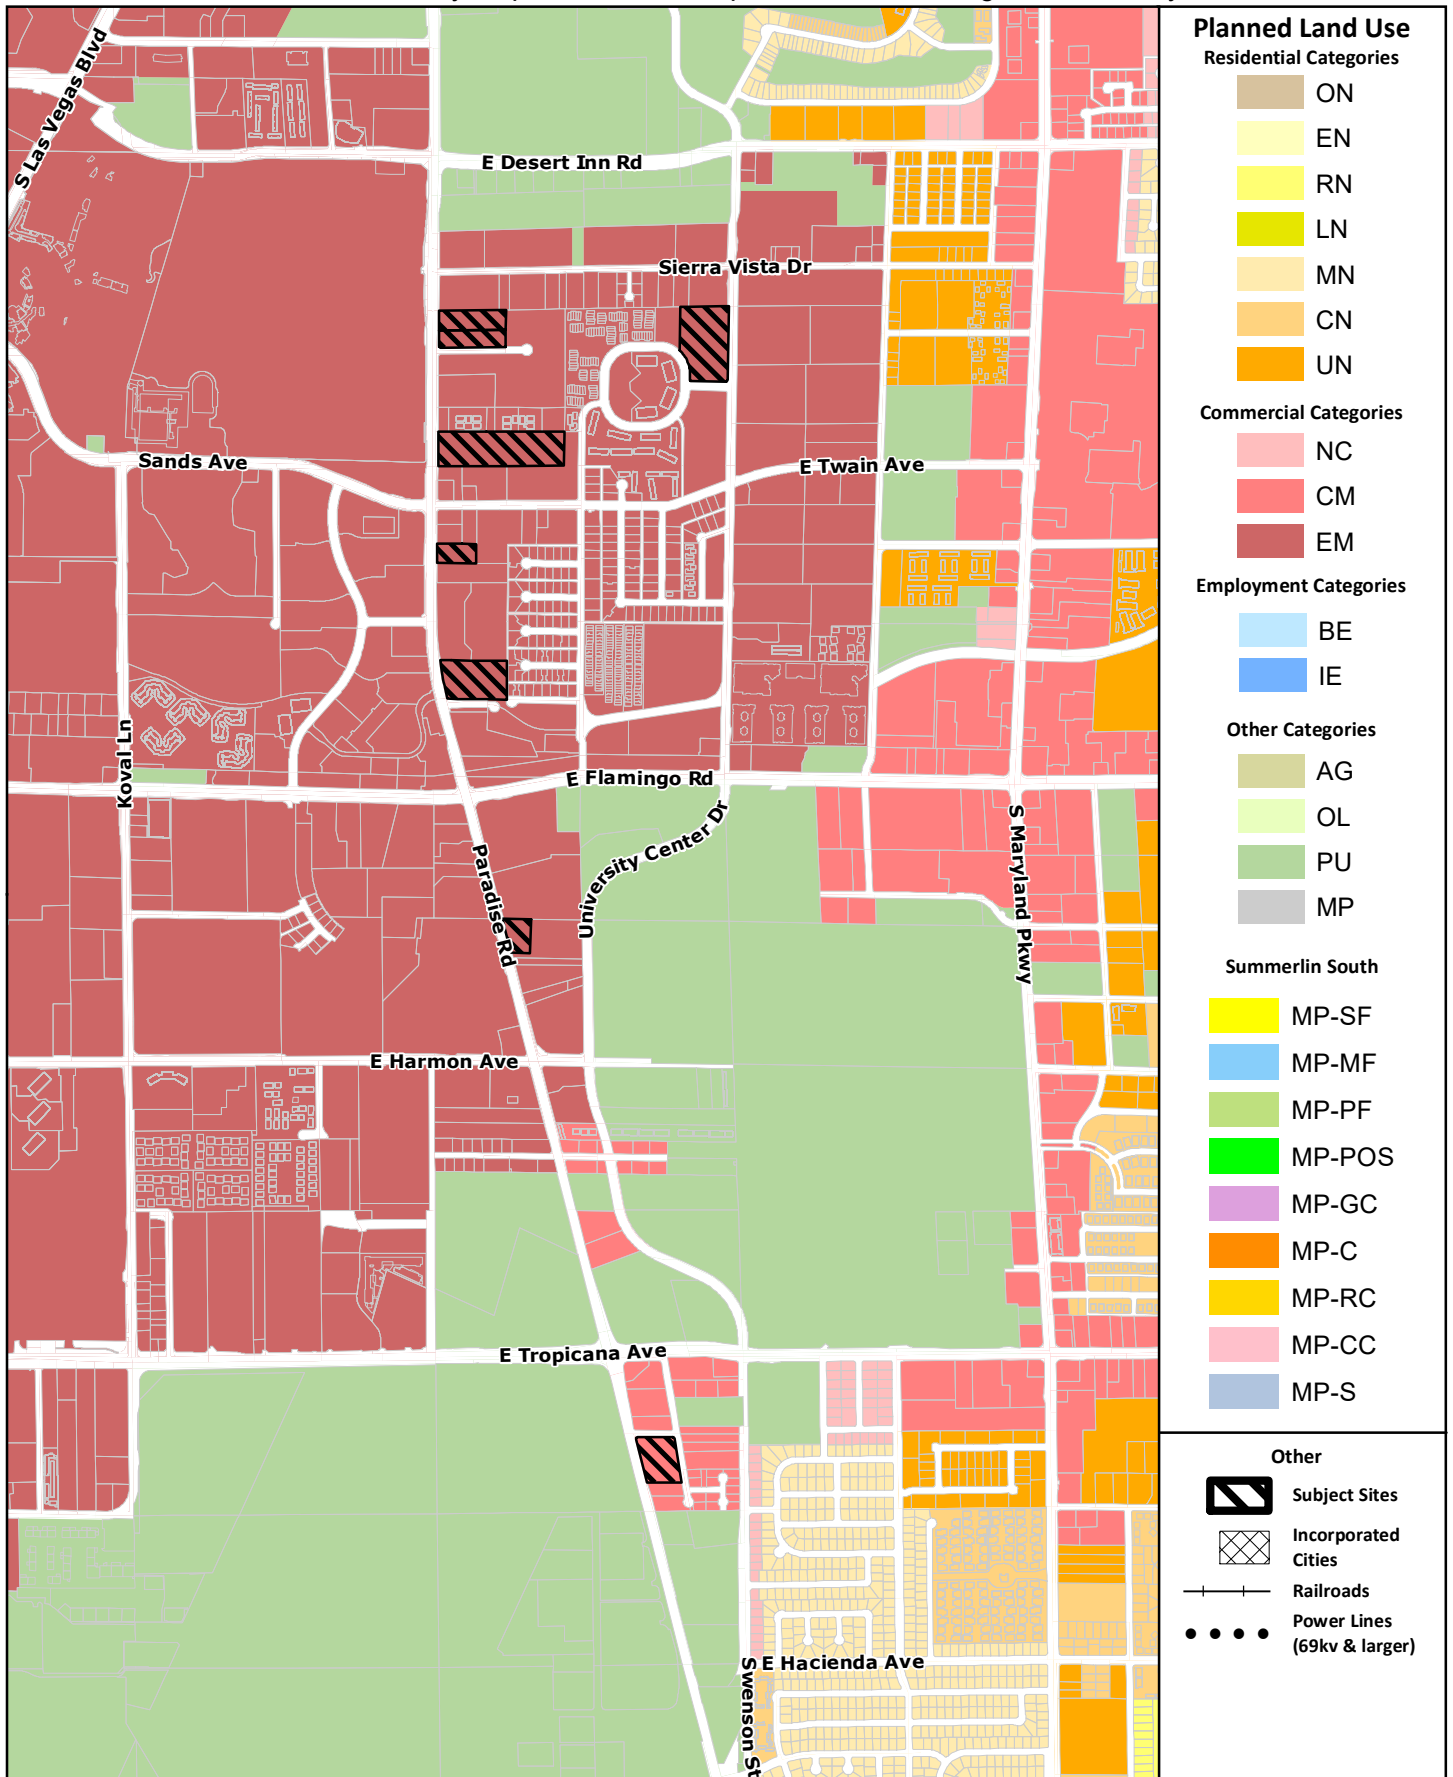 Planned Land Use
Residential Categories
ON
EN
RN
LN
MN
CN
UN
Commercial Categories
NC
CM
EM
Employment Categories
BE
IE
Other Categories
AG
OL
PU
MP
Summerlin South
MP-SF
MP-MF
MP-PF
MP-POS
MP-GC
MP-C
MP-RC
MP-CC
MP-S
Other
Subject Sites
Incorporated
Cities
Railroads
Power Lines
(69kv & larger)
S Las Vegas Blvd
E Desert Inn Rd
Sierra Vista Dr
Sands Ave
E Twain Ave
Koval Ln
E Flamingo Rd
University Center Dr
Paradise Rd
S Maryland Pkwy
E Harmon Ave
E Tropicana Ave
E Hacienda Ave
Swenson St